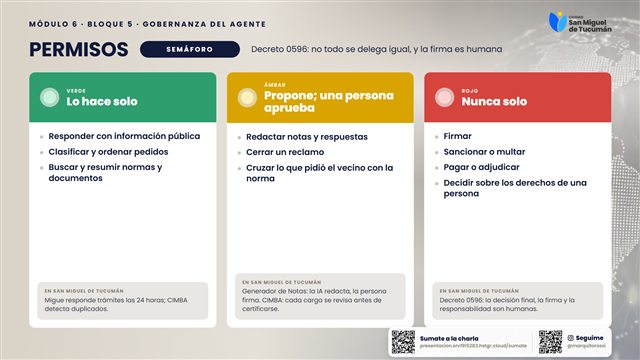 MÓDULO 6 · BLOQUE 5 · GOBERNANZA DEL AGENTE
CIUDAD
San Miguel
de Tucumán
PERMISOS
SEMÁFORO
Decreto 0596: no todo se delega igual, y la firma es humana
VERDE
Lo hace solo
Responder con información pública
Clasificar y ordenar pedidos
Buscar y resumir normas y
documentos
EN SAN MIGUEL DE TUCUMÁN
Migue responde trámites las 24 horas; CIMBA
detecta duplicados.
ÁMBAR
Propone; una persona
aprueba
Redactar notas y respuestas
Cerrar un reclamo
Cruzar lo que pidió el vecino con la
norma
EN SAN MIGUEL DE TUCUMÁN
Generador de Notas: la IA redacta, la persona
firma. CIMBA: cada carga se revisa antes de
certificarse.
ROJO
Nunca solo
Firmar
Sancionar o multar
Pagar o adjudicar
Decidir sobre los derechos de una
persona
EN SAN MIGUEL DE TUCUMÁN
Decreto 0596: la decisión final, la firma y la
responsabilidad son humanas.
Sumate a la charla
presentacion.srv1915283.hstgr.cloud/sumate
Seguime
@marquitorossi